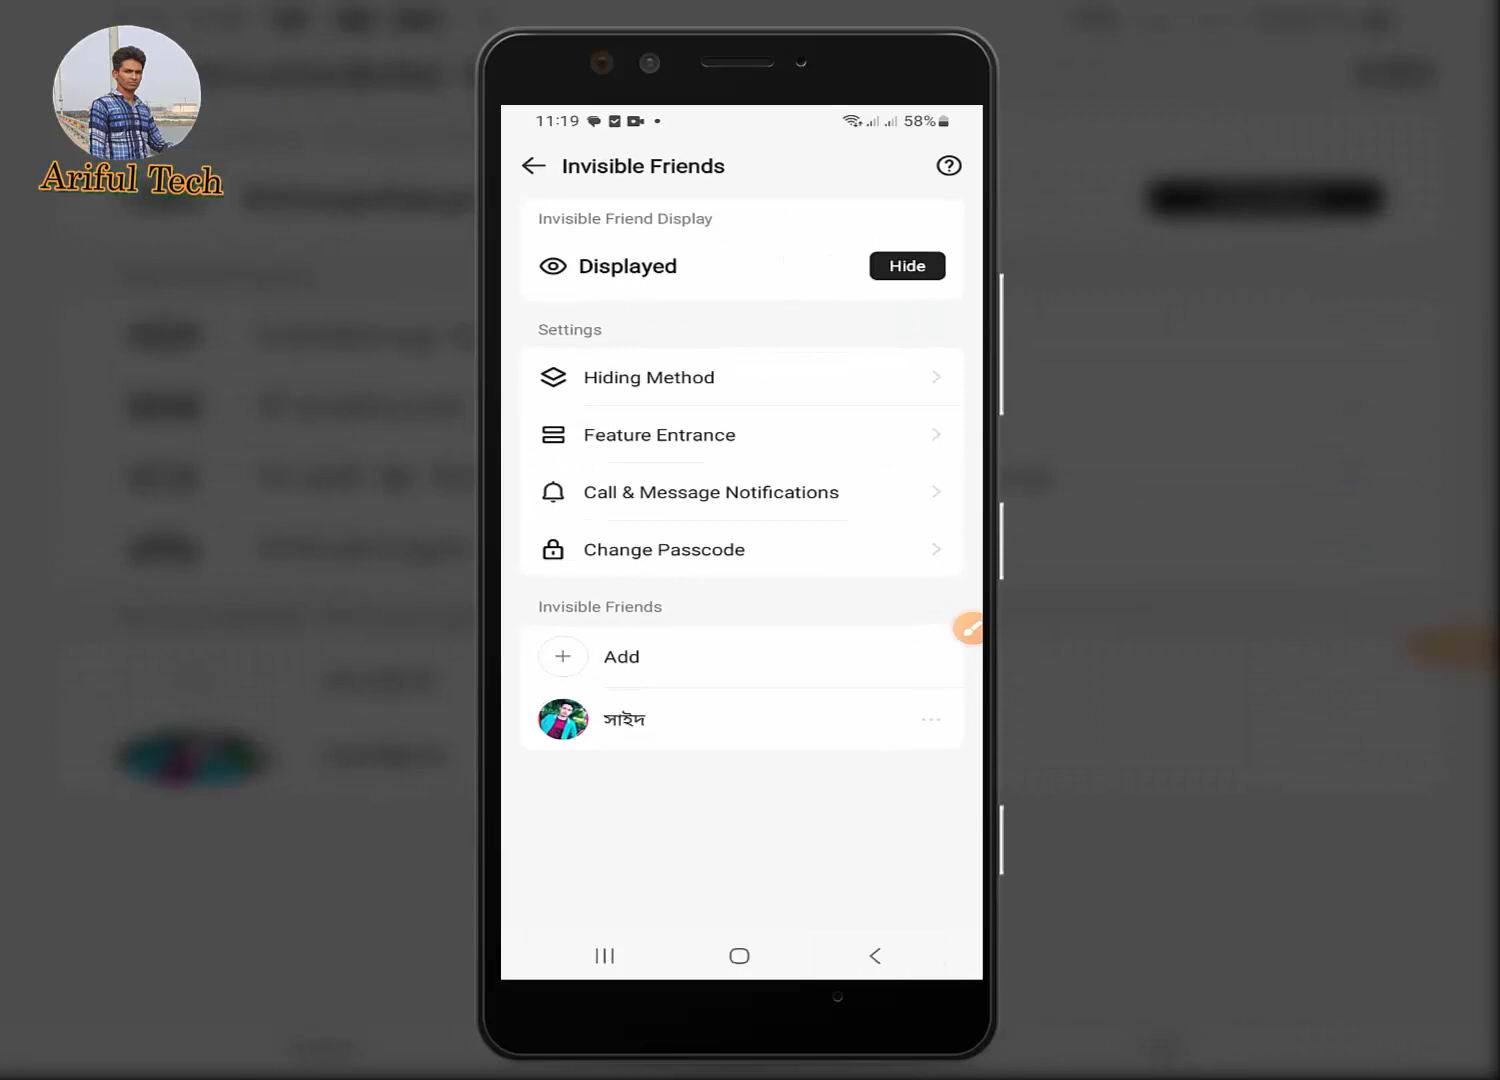 Ariful Tech
11:19
58%
Invisible Friends
Invisible Friend Display
Displayed
Hide
Settings
Hiding Method
Feature Entrance
Call & Message Notifications
Change Passcode
Invisible Friends
Add
সাইদ